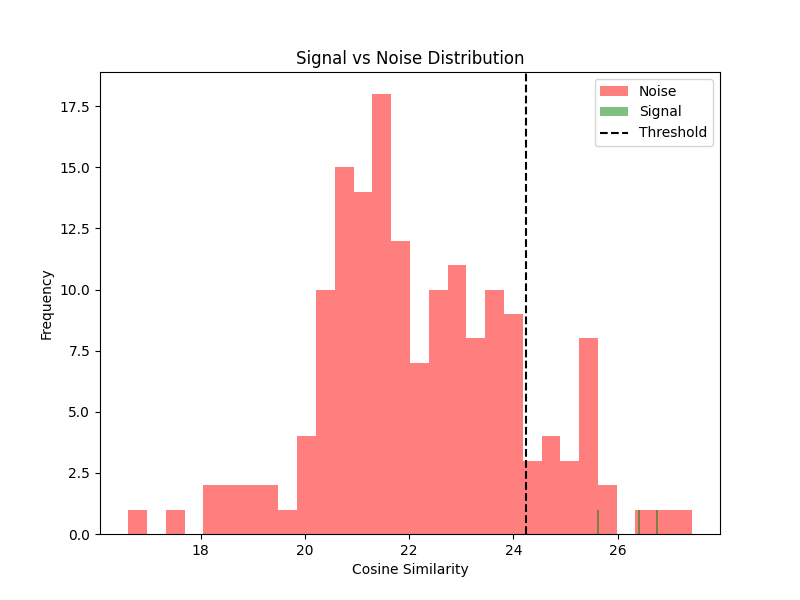 Signal vs Noise Distribution
Noise
Signal
Threshold
17.5
15.0
12.5
10.0
7.5
5.0
2.5
0.0
Frequency
18 20 22 24 26
Cosine Similarity